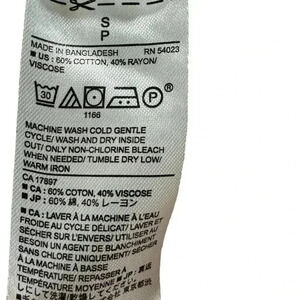 S
P
MADE IN BANGLADESH RN 54023
■ US : 60% COTTON, 40% RAYON/
VISCOSE
30 P
1166
MACHINE WASH COLD GENTLE
CYCLE/ WASH AND DRY INSIDE
OUT/ ONLY NON-CHLORINE BLEACH
WHEN NEEDED/ TUMBLE DRY LOW/
WARM IRON
CA 17897
■ CA : 60% COTTON, 40% VISCOSE
■ JP : 60% 綿, 40% レーヨン
■ CA : LAVER À LA MACHINE À L'EAU
FROIDE AU CYCLE DÉLICAT/ LAVER ET
SÉCHER SUR L'ENVERS/ UTILISER AU
BESOIN UN AGENT DE BLANCHIMENT
SANS CHLORE UNIQUEMENT/ SÉCHER
À LA MACHINE À BASSE
TEMPÉRATURE/ REPASSER À
TEMPÉRATURE MOYENNE ■ JP : 裏返